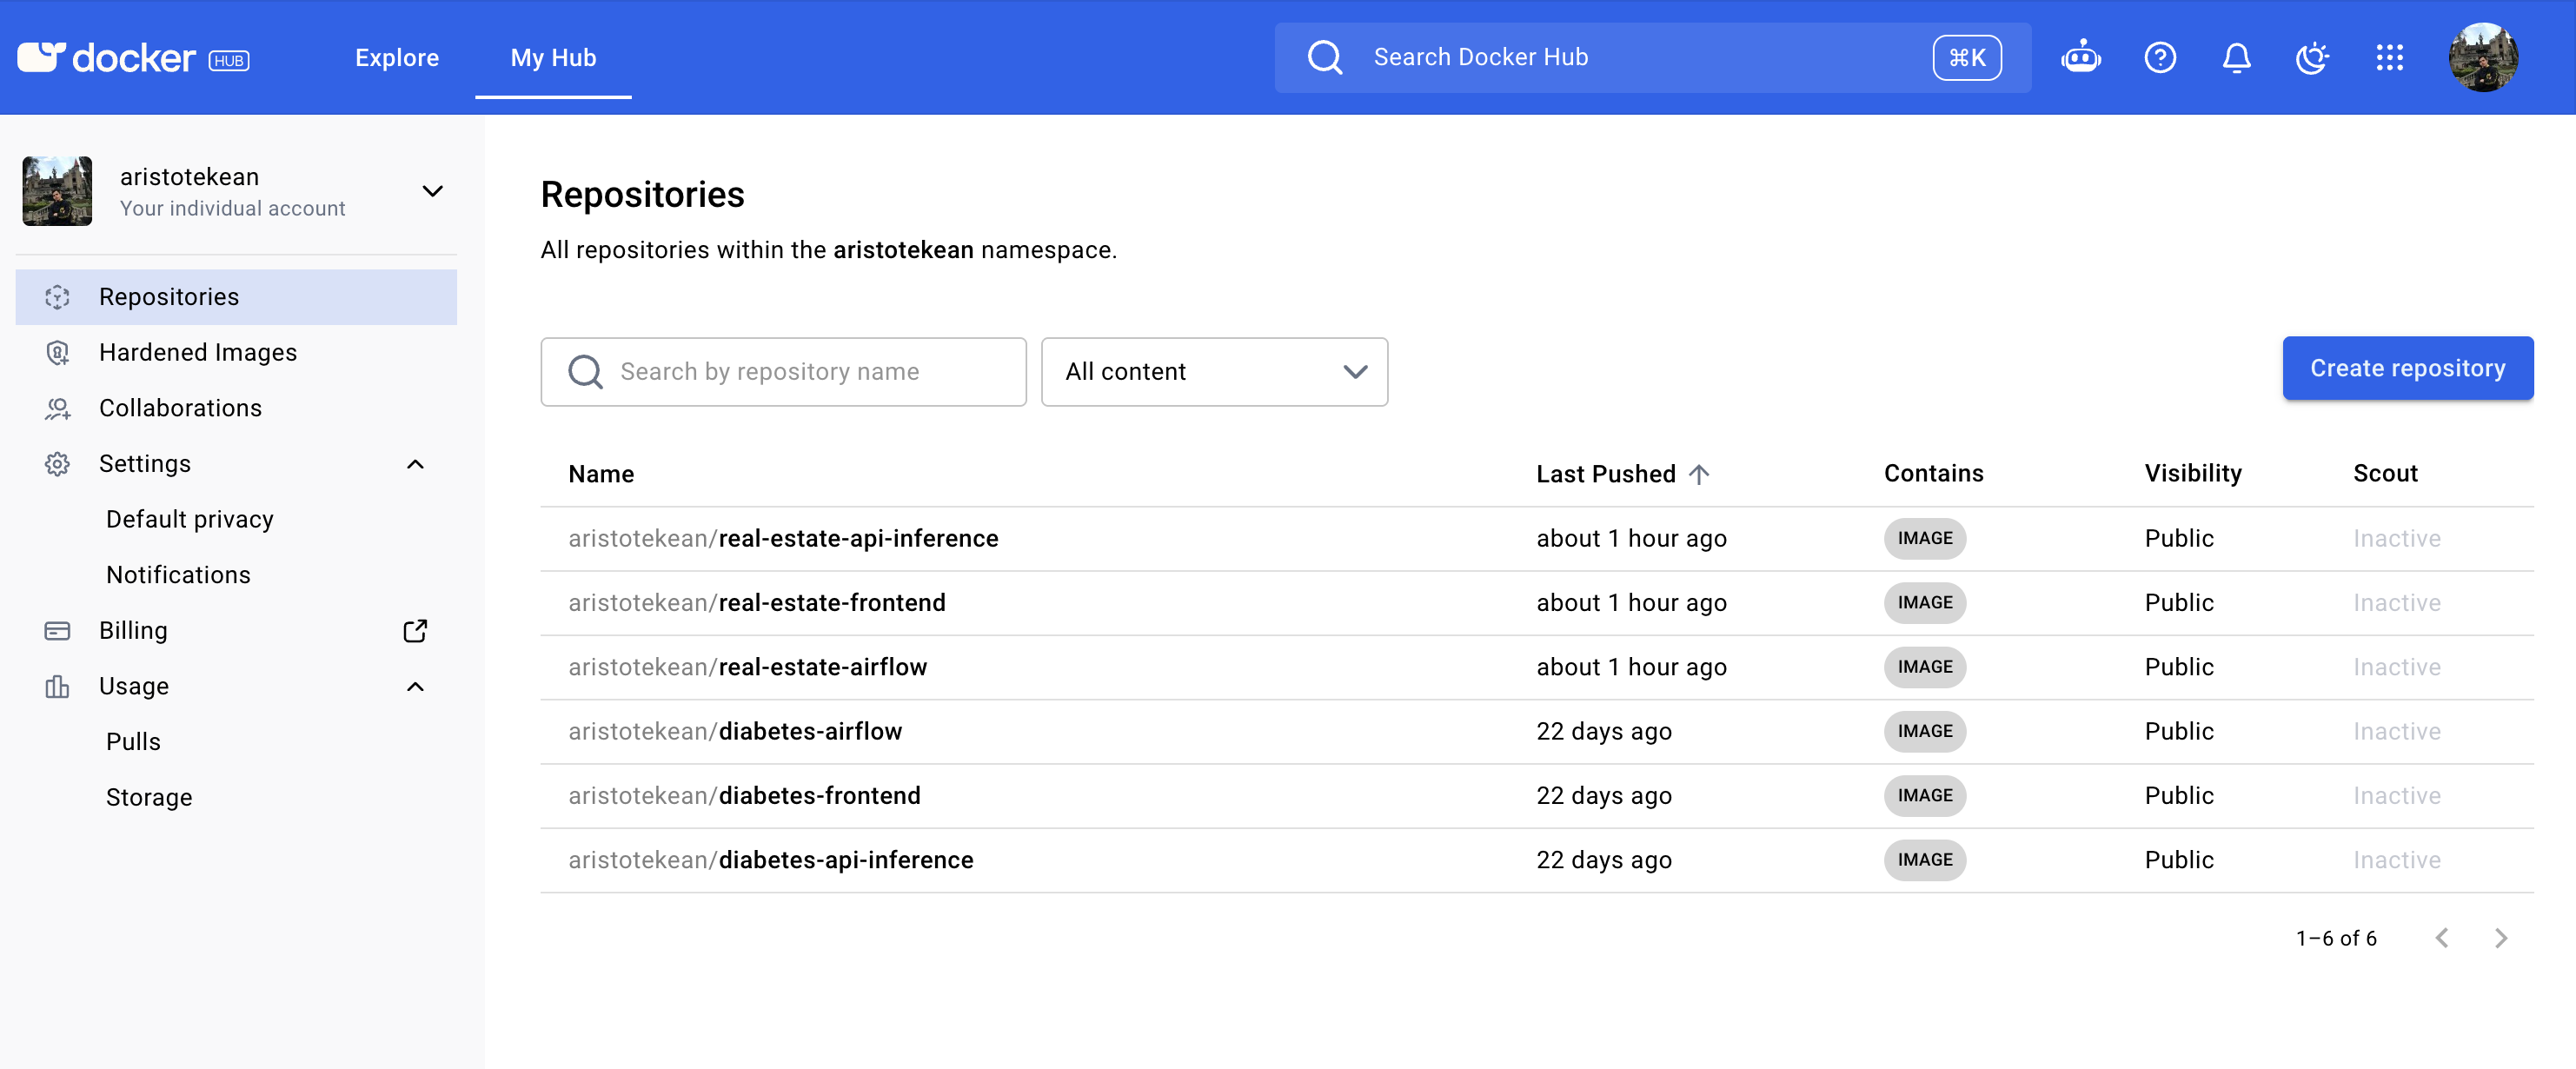 docker HUB Explore My Hub Search Docker Hub ⌘K
aristotekean
Your individual account
Repositories
Hardened Images
Collaborations
Settings
Default privacy
Notifications
Billing
Usage
Pulls
Storage
Repositories
All repositories within the aristotekean namespace.
Search by repository name All content Create repository
Name Last Pushed Contains Visibility Scout
aristotekean/real-estate-api-inference about 1 hour ago IMAGE Public Inactive
aristotekean/real-estate-frontend about 1 hour ago IMAGE Public Inactive
aristotekean/real-estate-airflow about 1 hour ago IMAGE Public Inactive
aristotekean/diabetes-airflow 22 days ago IMAGE Public Inactive
aristotekean/diabetes-frontend 22 days ago IMAGE Public Inactive
aristotekean/diabetes-api-inference 22 days ago IMAGE Public Inactive
1–6 of 6